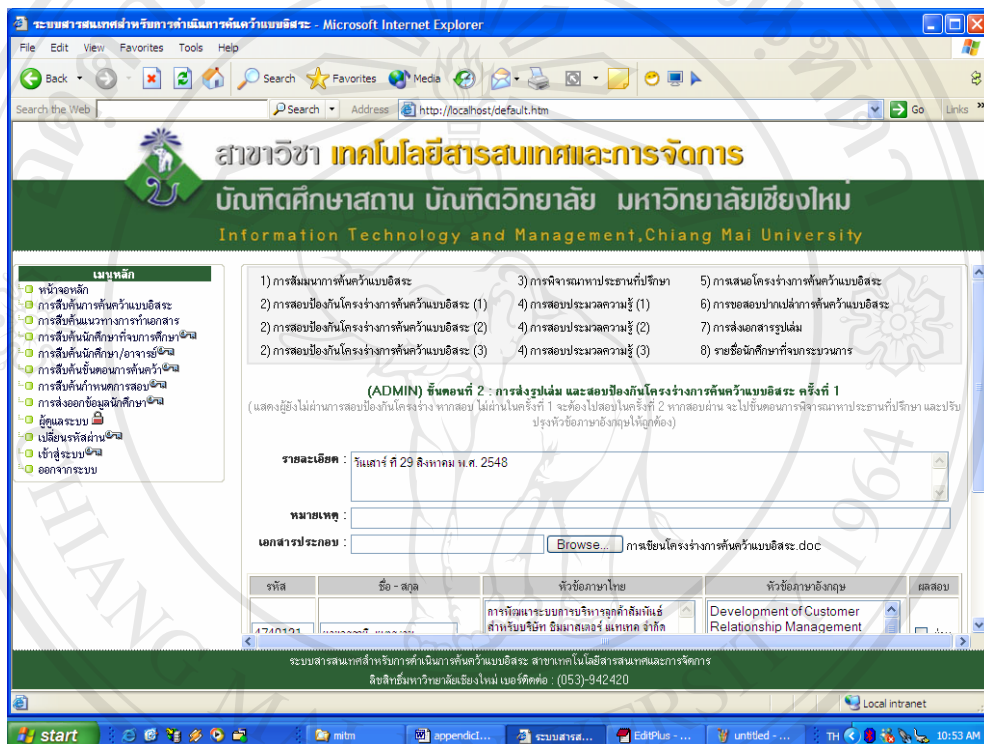 ระบบสารสนเทศสำหรับการดำเนินการค้นคว้าแบบอิสระ - Microsoft Internet Explorer
File Edit View Favorites Tools Help
Back Search Favorites Media
Search the Web Search Address http://localhost/default.htm Go Links
สาขาวิชา เทคโนโลยีสารสนเทศและการจัดการ
บัณฑิตศึกษาสถาน บัณฑิตวิทยาลัย มหาวิทยาลัยเชียงใหม่
Information Technology and Management,Chiang Mai University
เมนูหลัก
หน้าจอหลัก
การสืบค้นการค้นคว้าแบบอิสระ
การสืบค้นแนวทางการทำเอกสาร
การสืบค้นนักศึกษาที่จบการศึกษา
การสืบค้นนักศึกษา/อาจารย์
การสืบค้นขั้นตอนการค้นคว้า
การสืบค้นกำหนดการสอบ
การส่งออกข้อมูลนักศึกษา
ผู้ดูแลระบบ
เปลี่ยนรหัสผ่าน
เข้าสู่ระบบ
ออกจากระบบ
1) การสัมมนาการค้นคว้าแบบอิสระ 3) การพิจารณาหาประธานที่ปรึกษา 5) การเสนอโครงร่างการค้นคว้าแบบอิสระ
2) การสอบป้องกันโครงร่างการค้นคว้าแบบอิสระ (1) 4) การสอบประมวลความรู้ (1) 6) การขอสอบปากเปล่าการค้นคว้าแบบอิสระ
2) การสอบป้องกันโครงร่างการค้นคว้าแบบอิสระ (2) 4) การสอบประมวลความรู้ (2) 7) การส่งเอกสารรูปเล่ม
2) การสอบป้องกันโครงร่างการค้นคว้าแบบอิสระ (3) 4) การสอบประมวลความรู้ (3) 8) รายชื่อนักศึกษาที่จบกระบวนการ
(ADMIN) ขั้นตอนที่ 2 : การส่งรูปเล่ม และสอบป้องกันโครงร่างการค้นคว้าแบบอิสระ ครั้งที่ 1
(แสดงผู้ยังไม่ผ่านการสอบป้องกันโครงร่าง หากสอบ ไม่ผ่านในครั้งที่ 1 จะต้องไปสอบในครั้งที่ 2 หากสอบผ่าน จะไปขั้นตอนการพิจารณาหาประธานที่ปรึกษา และปรับ
ปรุงหัวข้อภาษาอังกฤษให้ถูกต้อง)
รายละเอียด : วันเสาร์ ที่ 29 สิงหาคม พ.ศ. 2548
หมายเหตุ :
เอกสารประกอบ : Browse... การเขียนโครงร่างการค้นคว้าแบบอิสระ.doc
รหัส ชื่อ - สกุล หัวข้อภาษาไทย หัวข้อภาษาอังกฤษ ผลสอบ
การพัฒนาระบบการบริหารลูกค้าสัมพันธ์ Development of Customer
สำหรับบริษัท ซิมมาสเตอร์ แทเทค จำกัด Relationship Management
4740121
ระบบสารสนเทศสำหรับการดำเนินการค้นคว้าแบบอิสระ สาขาเทคโนโลยีสารสนเทศและการจัดการ
ลิขสิทธิ์มหาวิทยาลัยเชียงใหม่ เบอร์ติดต่อ : (053)-942420
Local intranet
start mitm appendicI... ระบบสารส... EditPlus - ... untitled - ... TH 10:53 AM